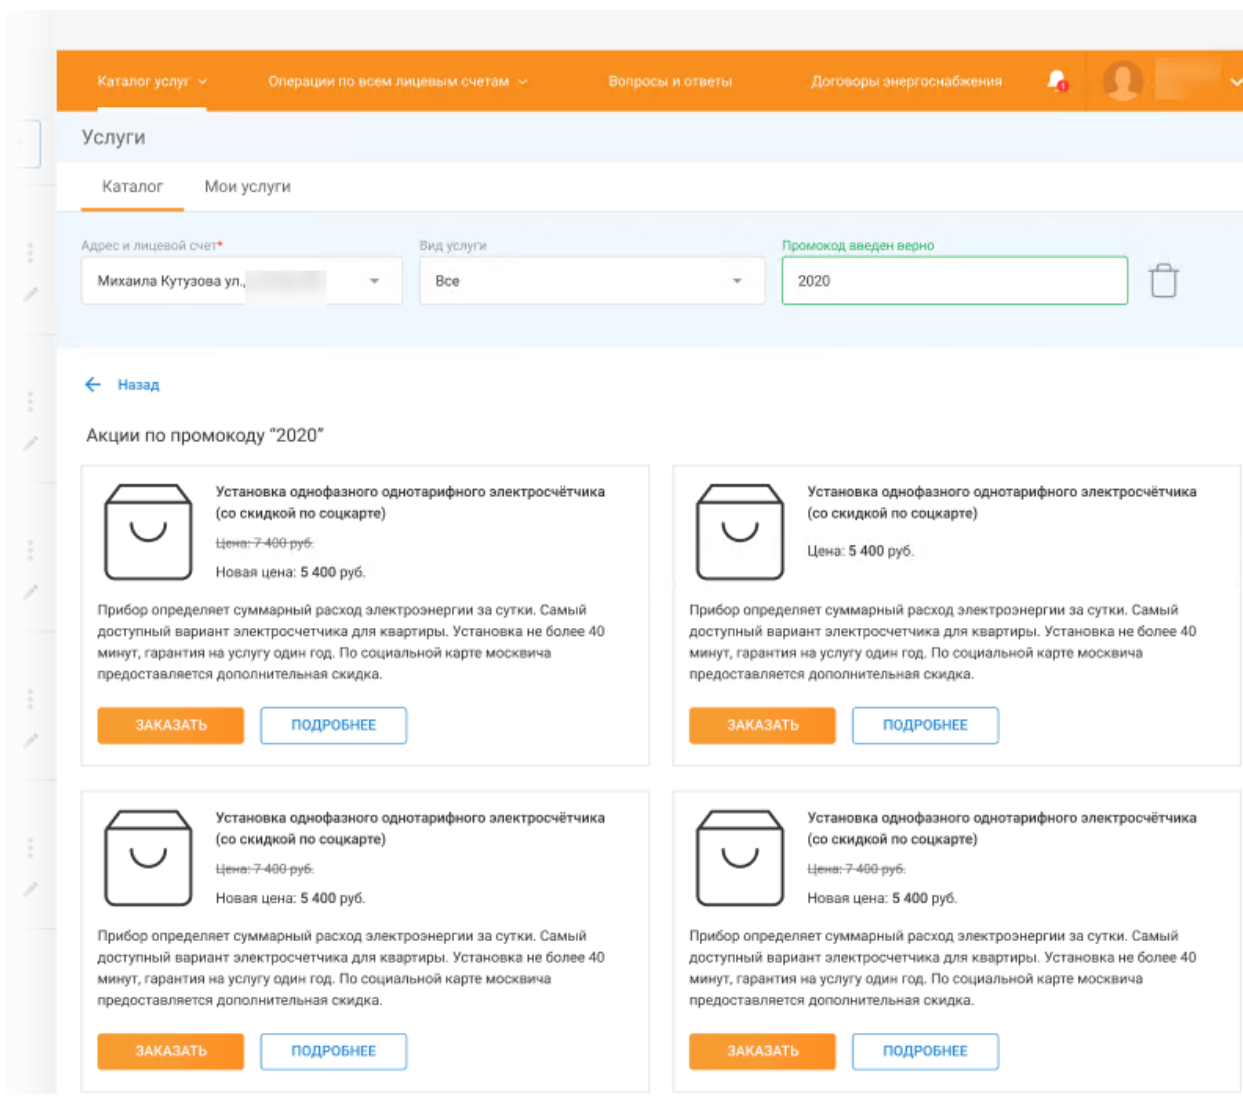 Каталог услуг
Операции по всем лицевым счетам
Вопросы и ответы
Договоры энергоснабжения
1
Услуги
Каталог
Мои услуги
Адрес и лицевой счет*
Вид услуги
Промокод введен верно
Михаила Кутузова ул.,
Все
2020
Назад
Акции по промокоду “2020”
Установка однофазного однотарифного электросчётчика
(со скидкой по соцкарте)
Цена: 7 400 руб.
Новая цена: 5 400 руб.
Прибор определяет суммарный расход электроэнергии за сутки. Самый
доступный вариант электросчетчика для квартиры. Установка не более 40
минут, гарантия на услугу один год. По социальной карте москвича
предоставляется дополнительная скидка.
ЗАКАЗАТЬ
ПОДРОБНЕЕ
Установка однофазного однотарифного электросчётчика
(со скидкой по соцкарте)
Цена: 5 400 руб.
Прибор определяет суммарный расход электроэнергии за сутки. Самый
доступный вариант электросчетчика для квартиры. Установка не более 40
минут, гарантия на услугу один год. По социальной карте москвича
предоставляется дополнительная скидка.
ЗАКАЗАТЬ
ПОДРОБНЕЕ
Установка однофазного однотарифного электросчётчика
(со скидкой по соцкарте)
Цена: 7 400 руб.
Новая цена: 5 400 руб.
Прибор определяет суммарный расход электроэнергии за сутки. Самый
доступный вариант электросчетчика для квартиры. Установка не более 40
минут, гарантия на услугу один год. По социальной карте москвича
предоставляется дополнительная скидка.
ЗАКАЗАТЬ
ПОДРОБНЕЕ
Установка однофазного однотарифного электросчётчика
(со скидкой по соцкарте)
Цена: 7 400 руб.
Новая цена: 5 400 руб.
Прибор определяет суммарный расход электроэнергии за сутки. Самый
доступный вариант электросчетчика для квартиры. Установка не более 40
минут, гарантия на услугу один год. По социальной карте москвича
предоставляется дополнительная скидка.
ЗАКАЗАТЬ
ПОДРОБНЕЕ